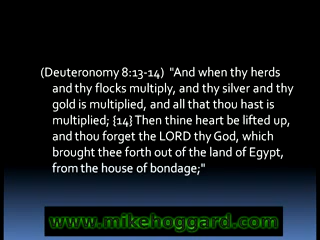 (Deuteronomy 8:13-14) "And when thy herds
and thy flocks multiply, and thy silver and thy
gold is multiplied, and all that thou hast is
multiplied; {14} Then thine heart be lifted up,
and thou forget the LORD thy God, which
brought thee forth out of the land of Egypt,
from the house of bondage;"
www.mikehoggard.com